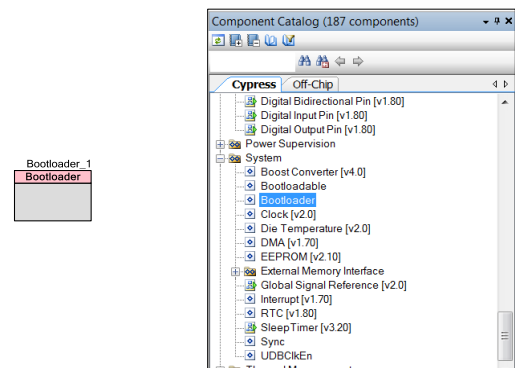 Component Catalog (187 components)
Cypress
Off-Chip
Digital Bidirectional Pin [v1.80]
Digital Input Pin [v1.80]
Digital Output Pin [v1.80]
Power Supervision
System
Boost Converter [v4.0]
Bootloadable
Bootloader
Clock [v2.0]
Die Temperature [v2.0]
DMA [v1.70]
EEPROM [v2.10]
External Memory Interface
Global Signal Reference [v2.0]
Interrupt [v1.70]
RTC [v1.80]
SleepTimer [v3.20]
Sync
UDBClkEn
Bootloader_1
Bootloader